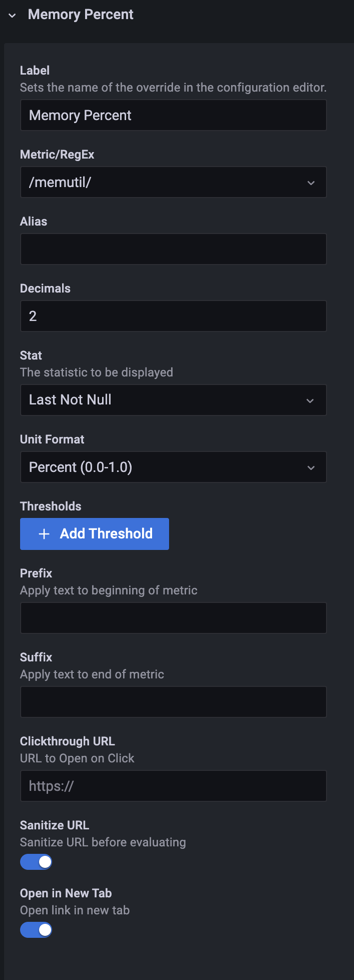 Memory Percent
Label
Sets the name of the override in the configuration editor.
Memory Percent
Metric/RegEx
/memutil/
Alias
Decimals
2
Stat
The statistic to be displayed
Last Not Null
Unit Format
Percent (0.0-1.0)
Thresholds
+ Add Threshold
Prefix
Apply text to beginning of metric
Suffix
Apply text to end of metric
Clickthrough URL
URL to Open on Click
https://
Sanitize URL
Sanitize URL before evaluating
Open in New Tab
Open link in new tab